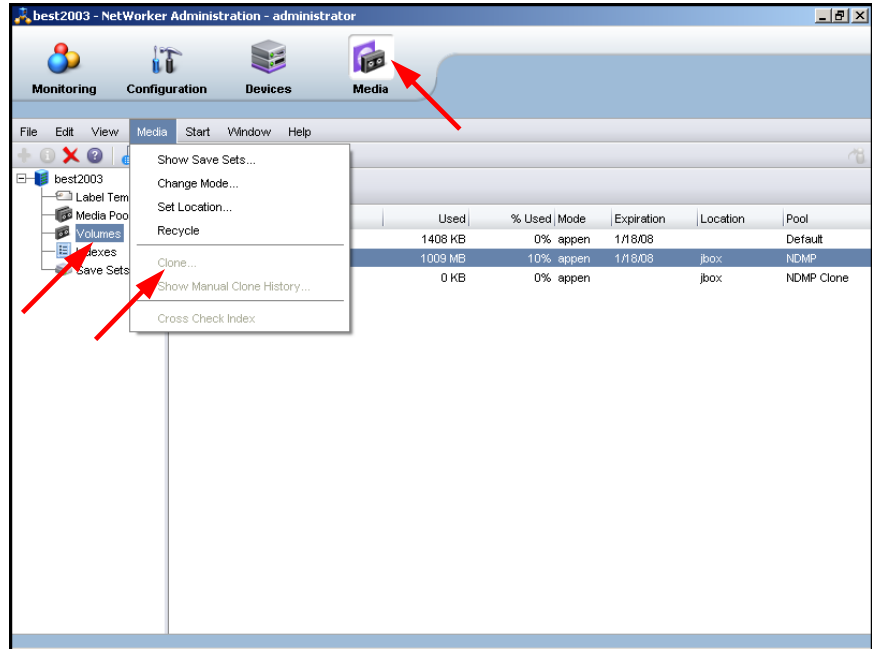 best2003 - NetWorker Administration - administrator
Monitoring Configuration Devices Media
File Edit View Media Start Window Help
Show Save Sets...
Change Mode...
Set Location...
Recycle
Clone...
Show Manual Clone History...
Cross Check Index
best2003
Label Tem
Media Poo
Volumes
Indexes
Save Sets
Used % Used Mode Expiration Location Pool
1408 KB 0% appen 1/18/08 Default
1009 MB 10% appen 1/18/08 jbox NDMP
0 KB 0% appen jbox NDMP Clone